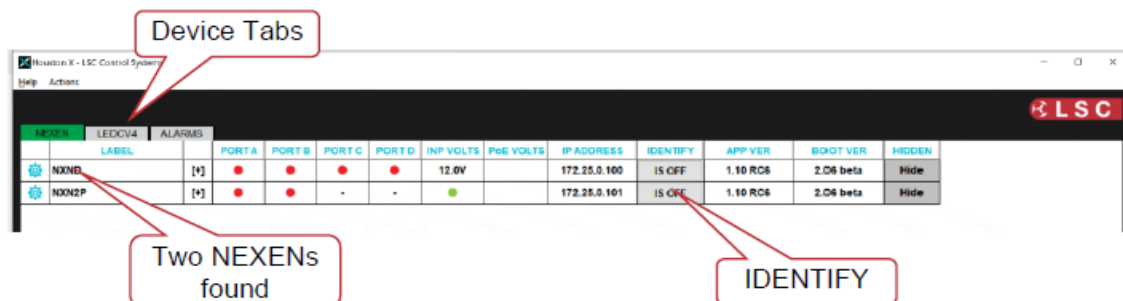 Device Tabs
Houston X - LSC Control Systems
Help Actions
LSC
NEXEN LEDCV4 ALARMS
LABEL PORT A PORT B PORT C PORT D INP VOLTS PoE VOLTS IP ADDRESS IDENTIFY APP VER BOOT VER HIDDEN
NXND [+] 12.0V 172.25.0.100 IS OFF 1.10 RC6 2.06 beta Hide
NXN2P [+] - - 172.25.0.101 IS OFF 1.10 RC6 2.06 beta Hide
Two NEXENs
found
IDENTIFY